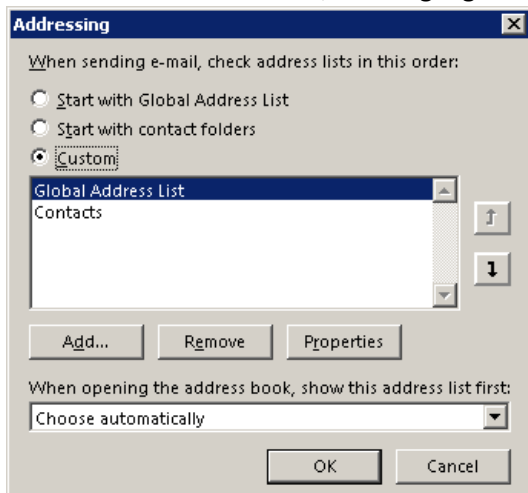 Addressing
When sending e-mail, check address lists in this order:
Start with Global Address List
Start with contact folders
Custom
Global Address List
Contacts
Add... Remove Properties
When opening the address book, show this address list first:
Choose automatically
OK Cancel